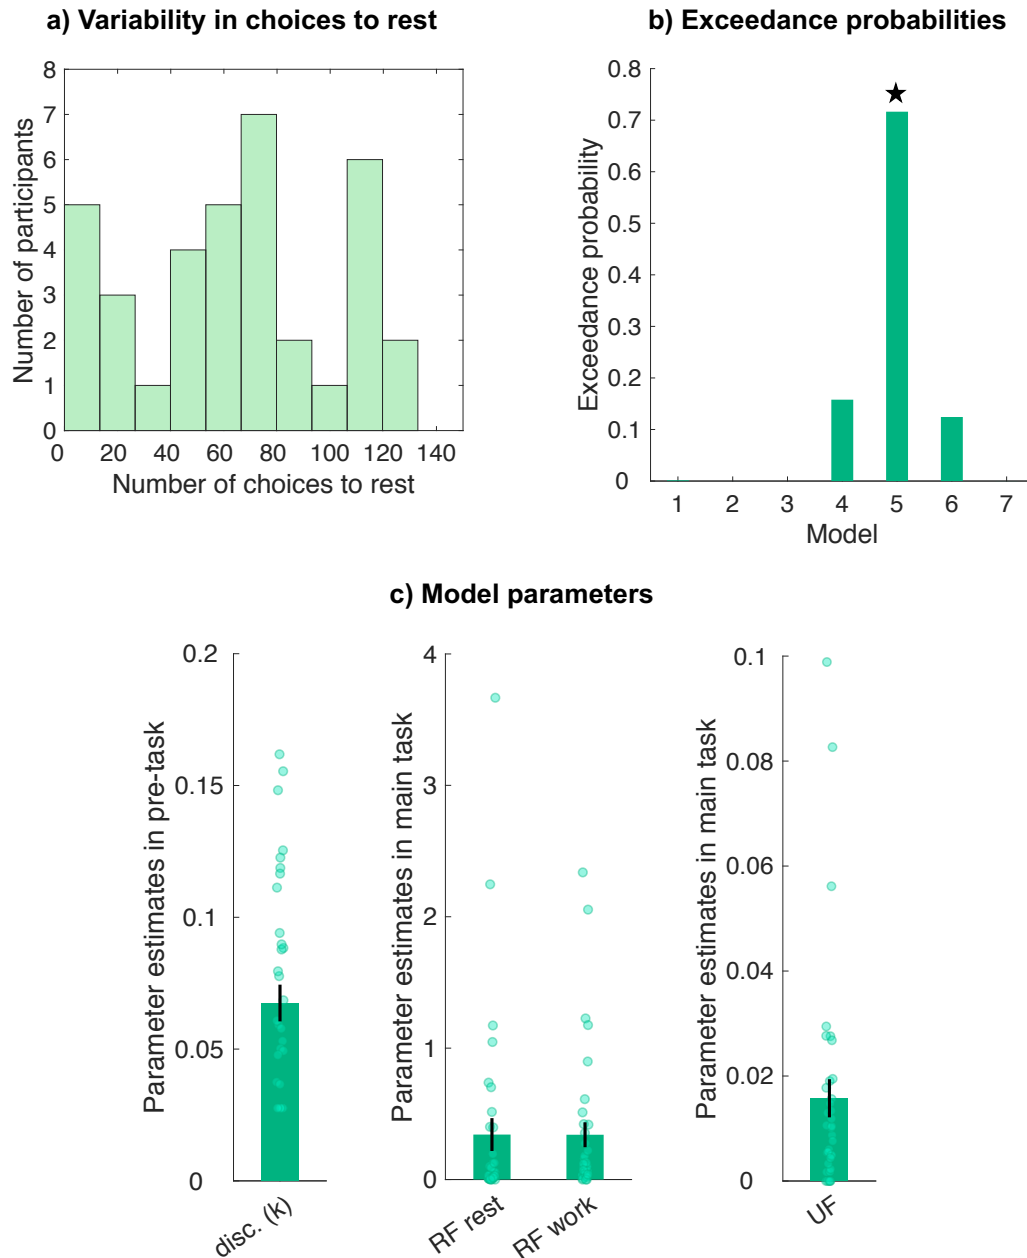 a) Variability in choices to rest
Number of participants
8
7
6
5
4
3
2
1
0
0 20 40 60 80 100 120 140
Number of choices to rest
b) Exceedance probabilities
Exceedance probability
0.8
0.7
0.6
0.5
0.4
0.3
0.2
0.1
0
1 2 3 4 5 6 7
Model
c) Model parameters
Parameter estimates in pre-task
0.2
0.15
0.1
0.05
0
disc. (k)
Parameter estimates in main task
4
3
2
1
0
RF rest
RF work
Parameter estimates in main task
0.1
0.08
0.06
0.04
0.02
0
UF